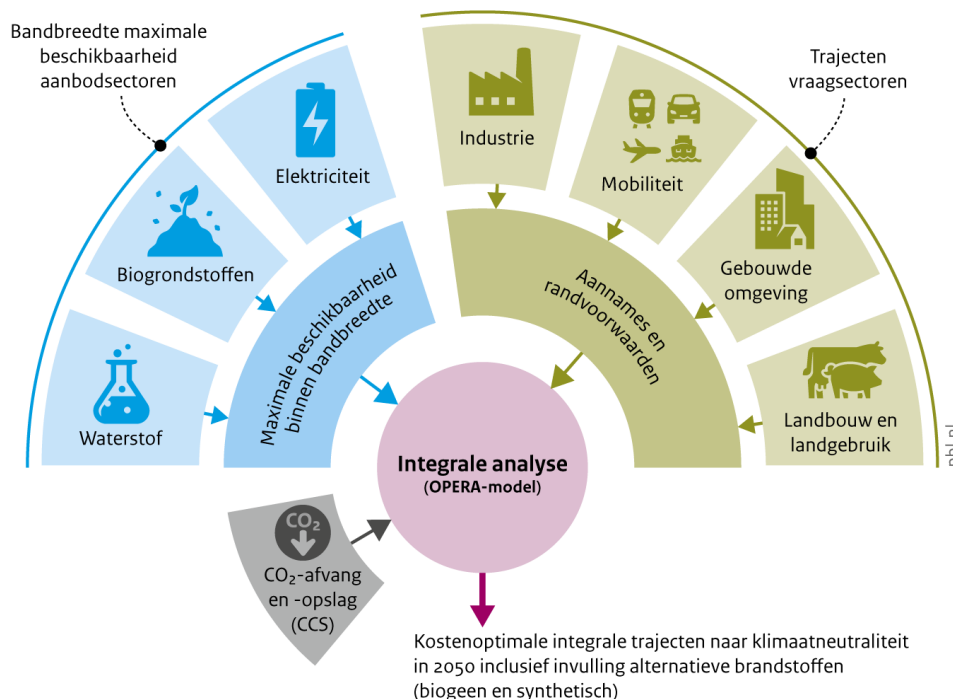 Bandbreedte maximale
beschikbaarheid
aanbodsectoren
Trajecten
vraagsectoren
Elektriciteit
Biogrondstoffen
Waterstof
Industrie
Mobiliteit
Gebouwde
omgeving
Landbouw en
landgebruik
Maximale beschikbaarheid
binnen bandbreedte
Aannames en
randvoorwaarden
Integrale analyse
(OPERA-model)
CO₂
CO₂-afvang
en -opslag
(CCS)
Kostenoptimale integrale trajecten naar klimaatneutraliteit
in 2050 inclusief invulling alternatieve brandstoffen
(biogeen en synthetisch)
pbl.nl